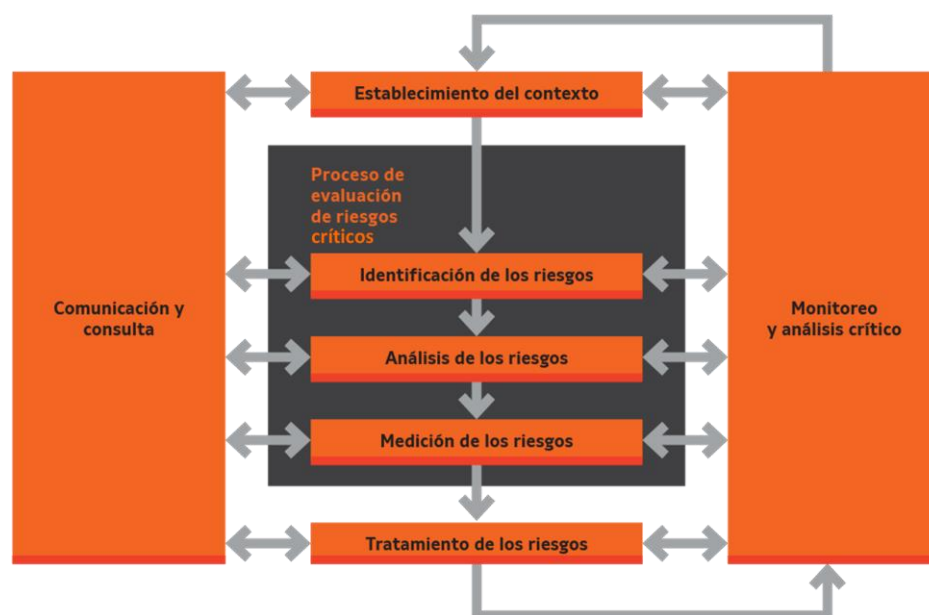 Establecimiento del contexto
Proceso de
evaluación
de riesgos
críticos
Identificación de los riesgos
Comunicación y
consulta
Monitoreo
y análisis crítico
Análisis de los riesgos
Medición de los riesgos
Tratamiento de los riesgos